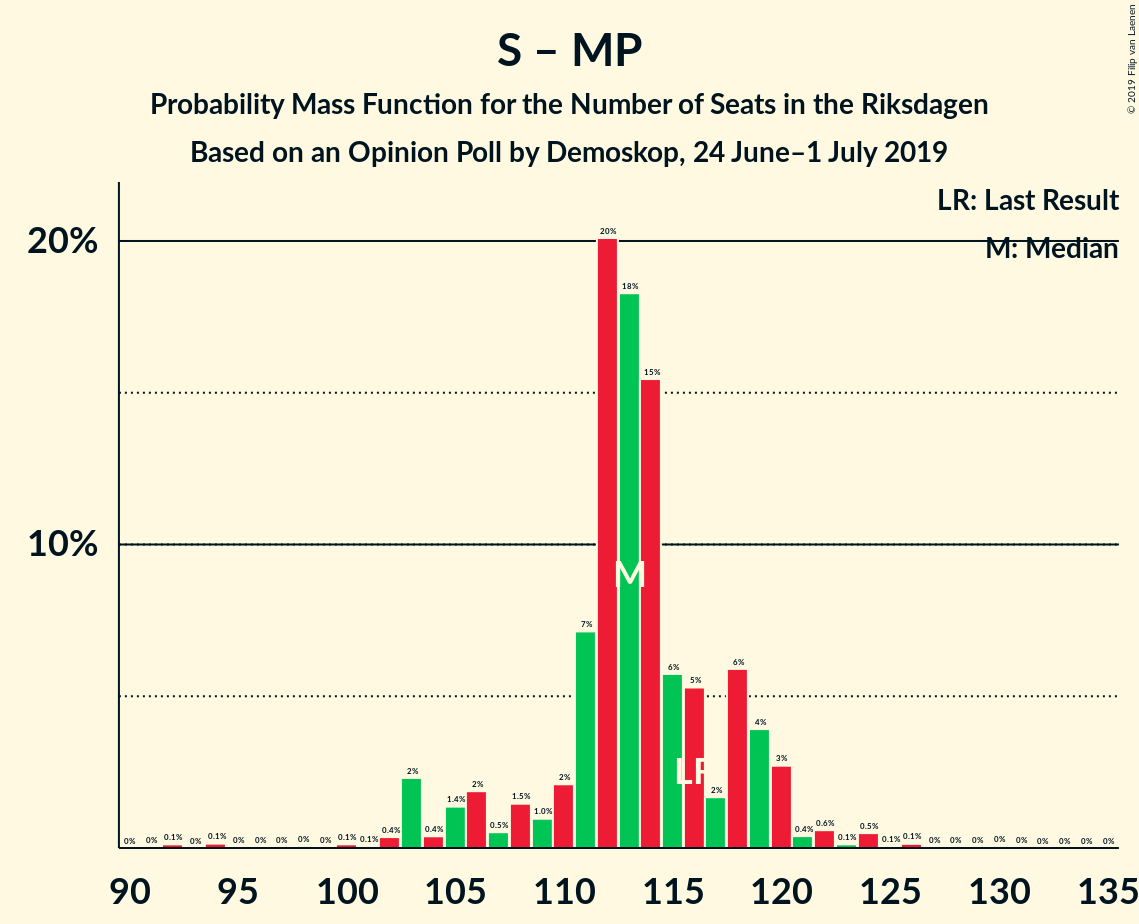 S – MP
Probability Mass Function for the Number of Seats in the Riksdagen
Based on an Opinion Poll by Demoskop, 24 June–1 July 2019
© 2019 Filip van Laenen
LR: Last Result
M: Median
20%
10%
0% 0% 0.1% 0% 0.1% 0% 0% 0% 0% 0% 0.1% 0.1% 0.4% 2% 0.4% 1.4% 2% 0.5% 1.5% 1.0% 2% 7% 20% 18% 15% 6% 5% 2% 6% 4% 3% 0.4% 0.6% 0.1% 0.5% 0.1% 0.1% 0% 0% 0% 0% 0% 0% 0% 0% 0%
M
LR
90 95 100 105 110 115 120 125 130 135